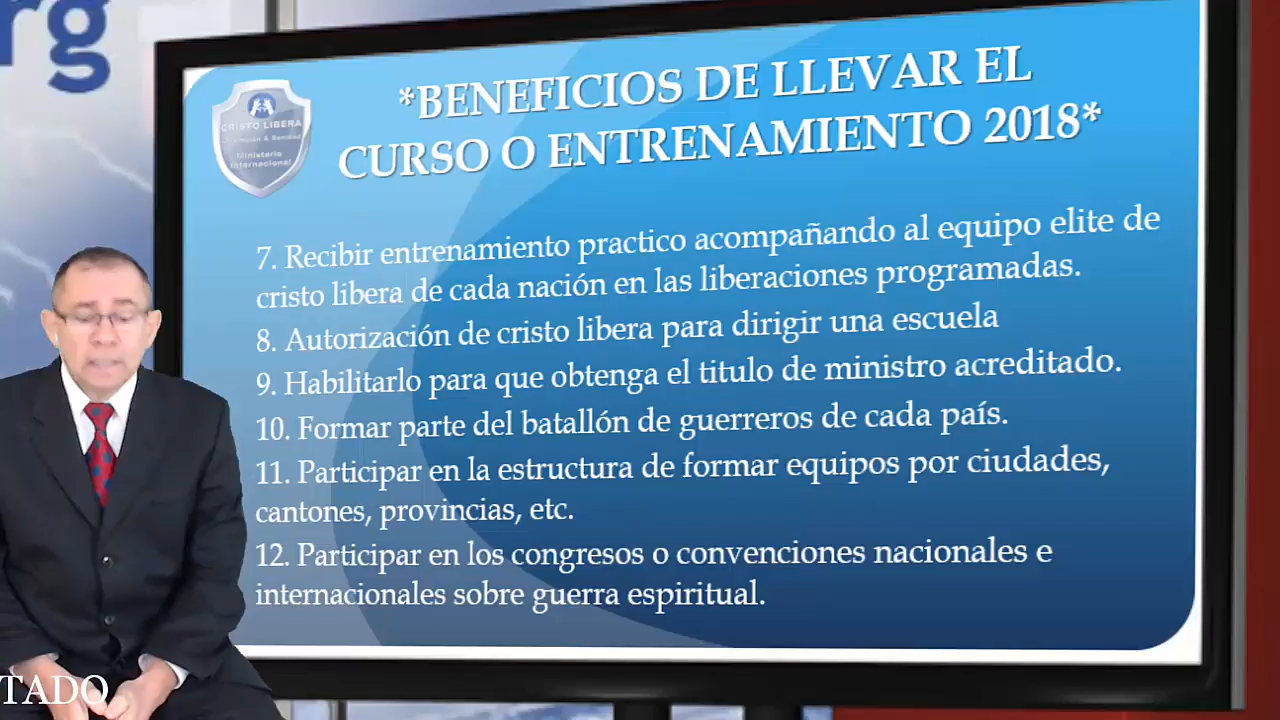 rg
*BENEFICIOS DE LLEVAR EL
CURSO O ENTRENAMIENTO 2018*
CRISTO LIBERA
Ministerio
Internacional
7. Recibir entrenamiento practico acompañando al equipo elite de
cristo libera de cada nación en las liberaciones programadas.
8. Autorización de cristo libera para dirigir una escuela
9. Habilitarlo para que obtenga el titulo de ministro acreditado.
10. Formar parte del batallón de guerreros de cada país.
11. Participar en la estructura de formar equipos por ciudades,
cantones, provincias, etc.
12. Participar en los congresos o convenciones nacionales e
internacionales sobre guerra espiritual.
TADO